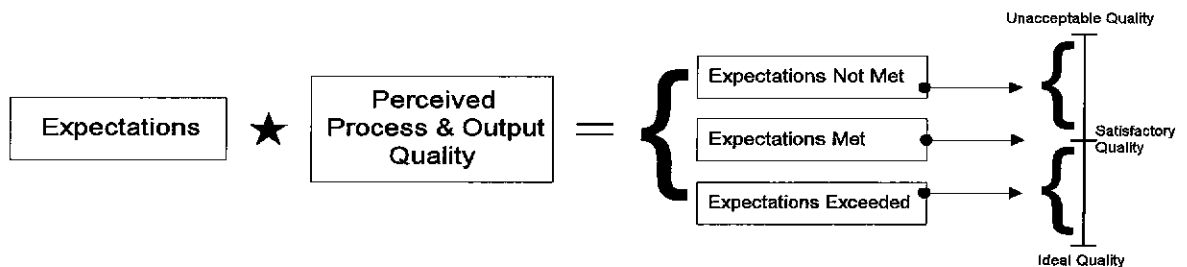 Unacceptable Quality
Expectations Not Met
Perceived
Process & Output
Quality
Expectations
Expectations Met
Satisfactory
Quality
Expectations Exceeded
Ideal Quality